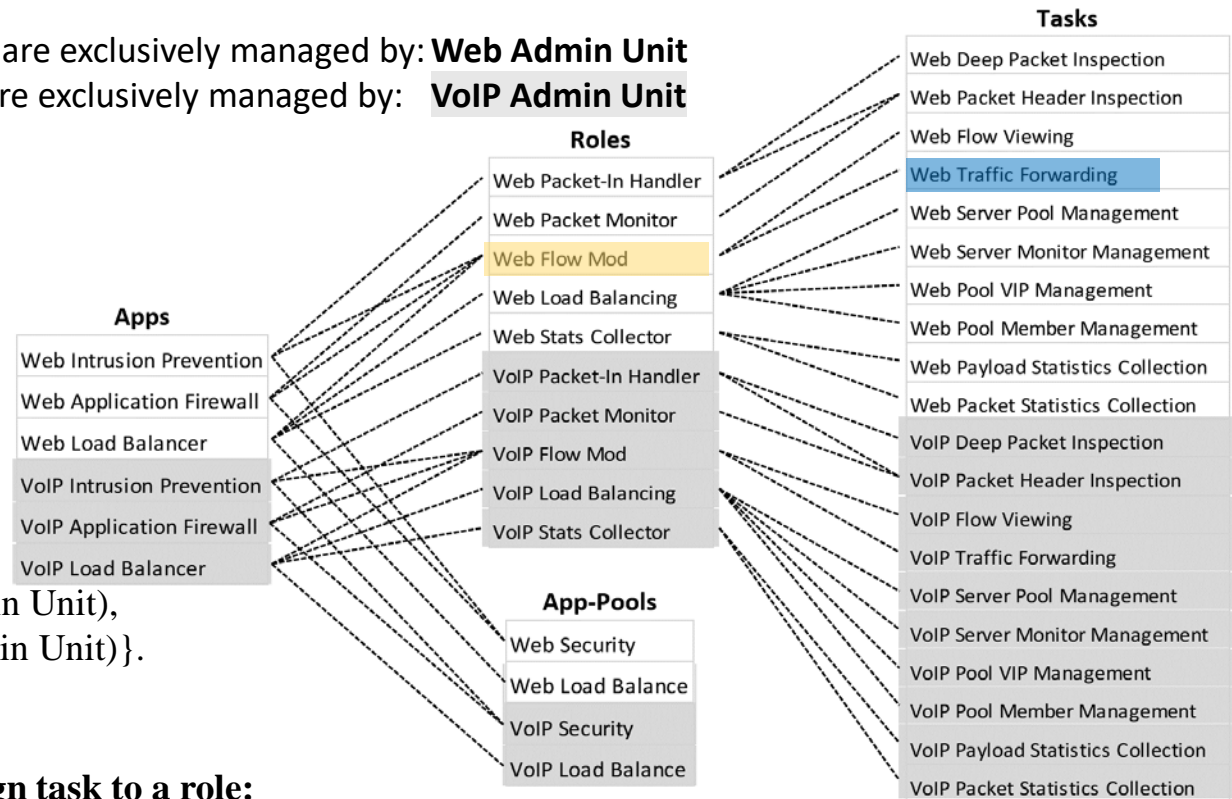 are exclusively managed by: Web Admin Unit
re exclusively managed by: VoIP Admin Unit
Apps
Web Intrusion Prevention
Web Application Firewall
Web Load Balancer
VoIP Intrusion Prevention
VoIP Application Firewall
VoIP Load Balancer
in Unit),
in Unit)}.
gn task to a role:
Roles
Web Packet-In Handler
Web Packet Monitor
Web Flow Mod
Web Load Balancing
Web Stats Collector
VoIP Packet-In Handler
VoIP Packet Monitor
VoIP Flow Mod
VoIP Load Balancing
VoIP Stats Collector
App-Pools
Web Security
Web Load Balance
VoIP Security
VoIP Load Balance
Tasks
Web Deep Packet Inspection
Web Packet Header Inspection
Web Flow Viewing
Web Traffic Forwarding
Web Server Pool Management
Web Server Monitor Management
Web Pool VIP Management
Web Pool Member Management
Web Payload Statistics Collection
Web Packet Statistics Collection
VoIP Deep Packet Inspection
VoIP Packet Header Inspection
VoIP Flow Viewing
VoIP Traffic Forwarding
VoIP Server Pool Management
VoIP Server Monitor Management
VoIP Pool VIP Management
VoIP Pool Member Management
VoIP Payload Statistics Collection
VoIP Packet Statistics Collection